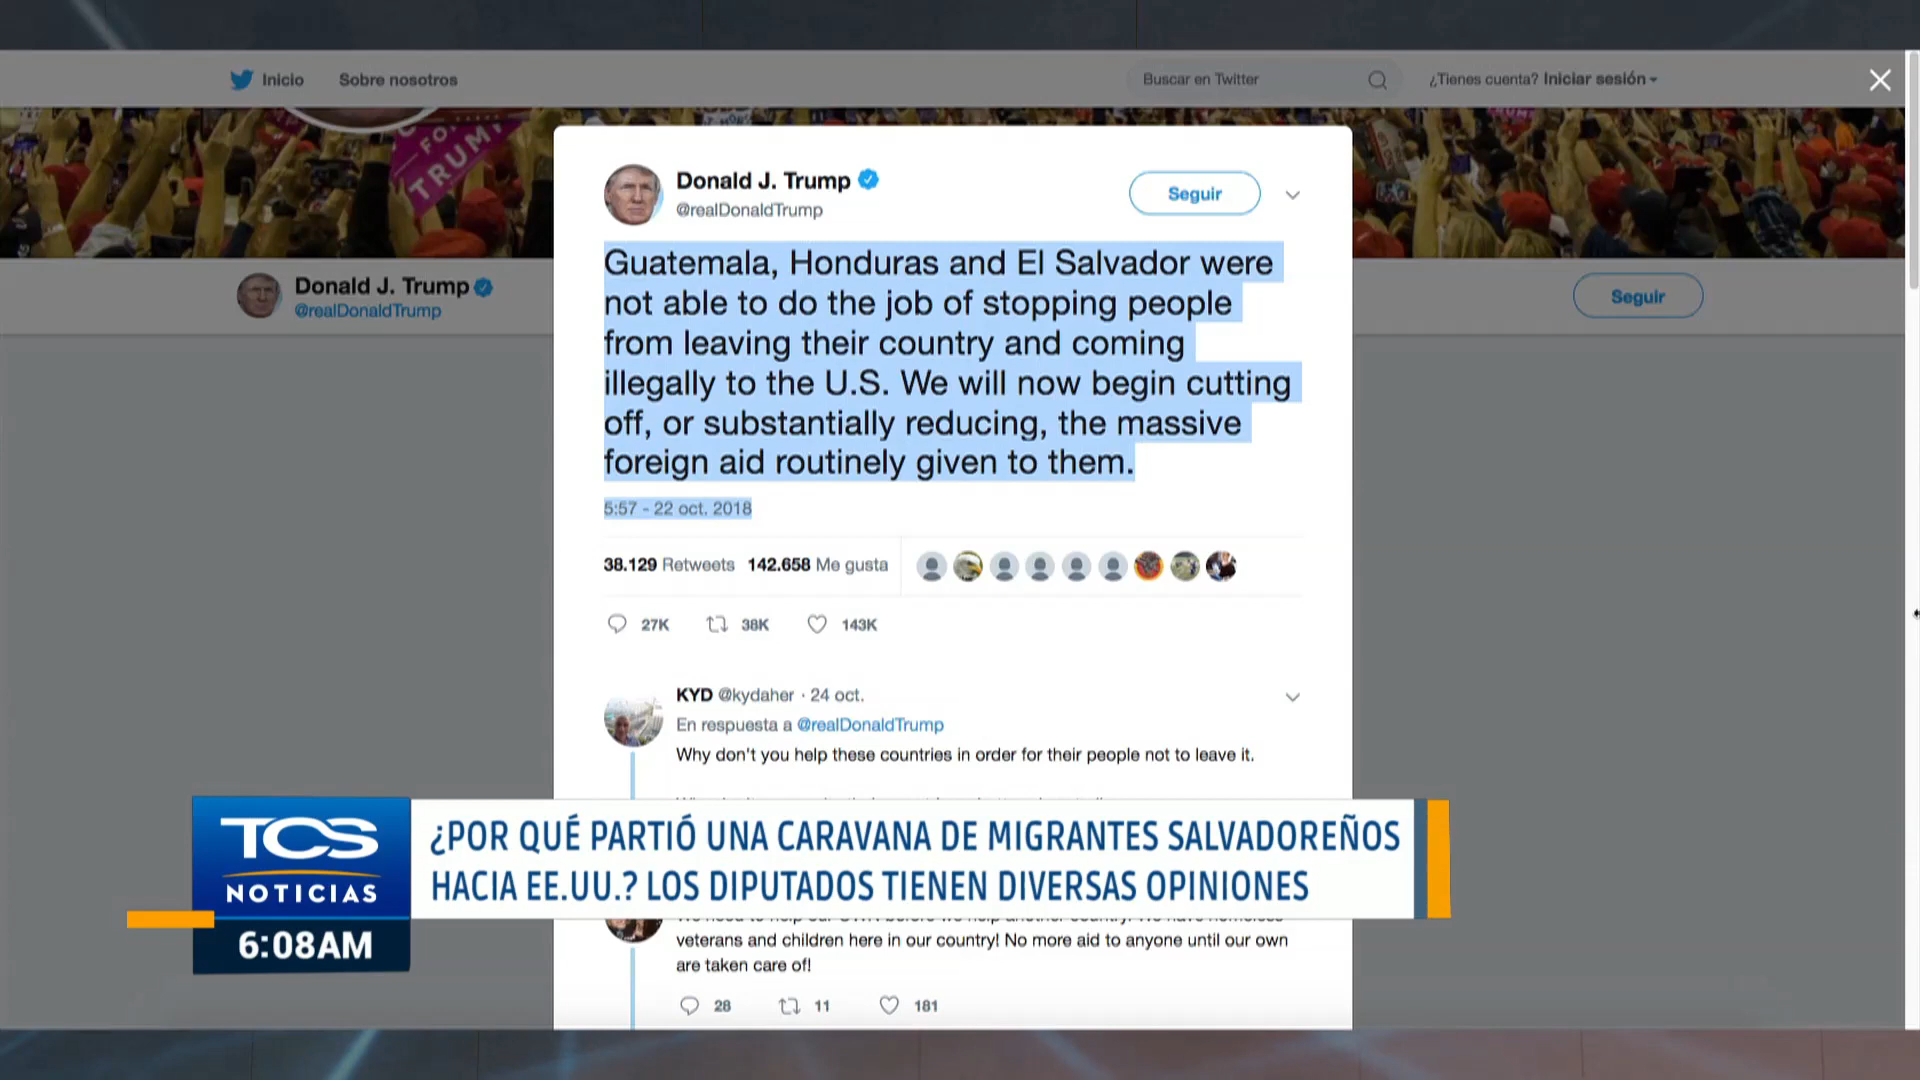 Inicio
Sobre nosotros
Buscar en Twitter
¿Tienes cuenta? Iniciar sesión
FOR
TRUMP
Donald J. Trump
@realDonaldTrump
Seguir
Donald J. Trump
@realDonaldTrump
Seguir
Guatemala, Honduras and El Salvador were
not able to do the job of stopping people
from leaving their country and coming
illegally to the U.S. We will now begin cutting
off, or substantially reducing, the massive
foreign aid routinely given to them.
5:57 - 22 oct. 2018
38.129 Retweets 142.658 Me gusta
27K 38K 143K
KYD @kydaher · 24 oct.
En respuesta a @realDonaldTrump
Why don't you help these countries in order for their people not to leave it.
TCS
NOTICIAS
6:08AM
¿POR QUÉ PARTIÓ UNA CARAVANA DE MIGRANTES SALVADOREÑOS
HACIA EE.UU.? LOS DIPUTADOS TIENEN DIVERSAS OPINIONES
veterans and children here in our country! No more aid to anyone until our own
are taken care of!
28 11 181